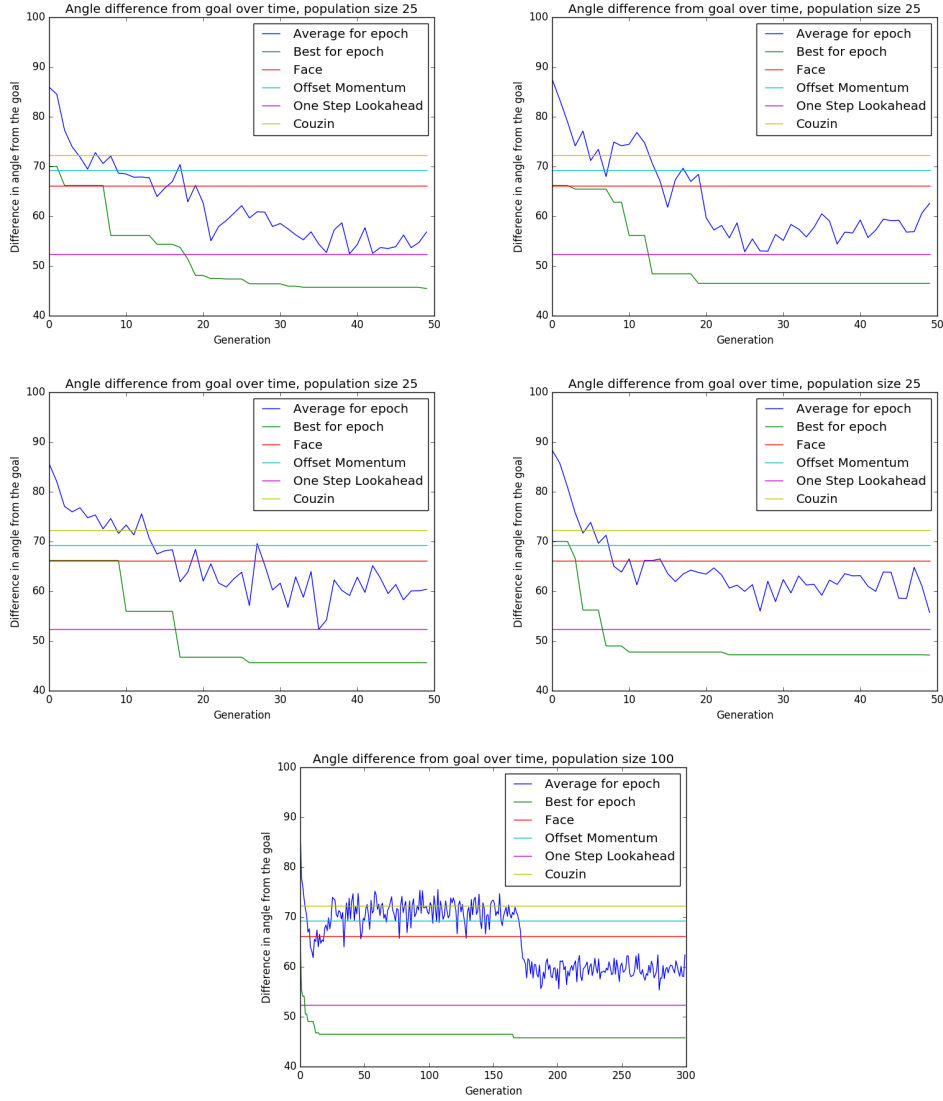 Angle difference from goal over time, population size 25
Difference in angle from the goal
100
90
80
70
60
50
40
Average for epoch
Best for epoch
Face
Offset Momentum
One Step Lookahead
Couzin
0 10 20 30 40 50
Generation
Angle difference from goal over time, population size 25
Difference in angle from the goal
100
90
80
70
60
50
40
Average for epoch
Best for epoch
Face
Offset Momentum
One Step Lookahead
Couzin
0 10 20 30 40 50
Generation
Angle difference from goal over time, population size 25
Difference in angle from the goal
100
90
80
70
60
50
40
Average for epoch
Best for epoch
Face
Offset Momentum
One Step Lookahead
Couzin
0 10 20 30 40 50
Generation
Angle difference from goal over time, population size 25
Difference in angle from the goal
100
90
80
70
60
50
40
Average for epoch
Best for epoch
Face
Offset Momentum
One Step Lookahead
Couzin
0 10 20 30 40 50
Generation
Angle difference from goal over time, population size 100
Difference in angle from the goal
100
90
80
70
60
50
40
Average for epoch
Best for epoch
Face
Offset Momentum
One Step Lookahead
Couzin
0 50 100 150 200 250 300
Generation